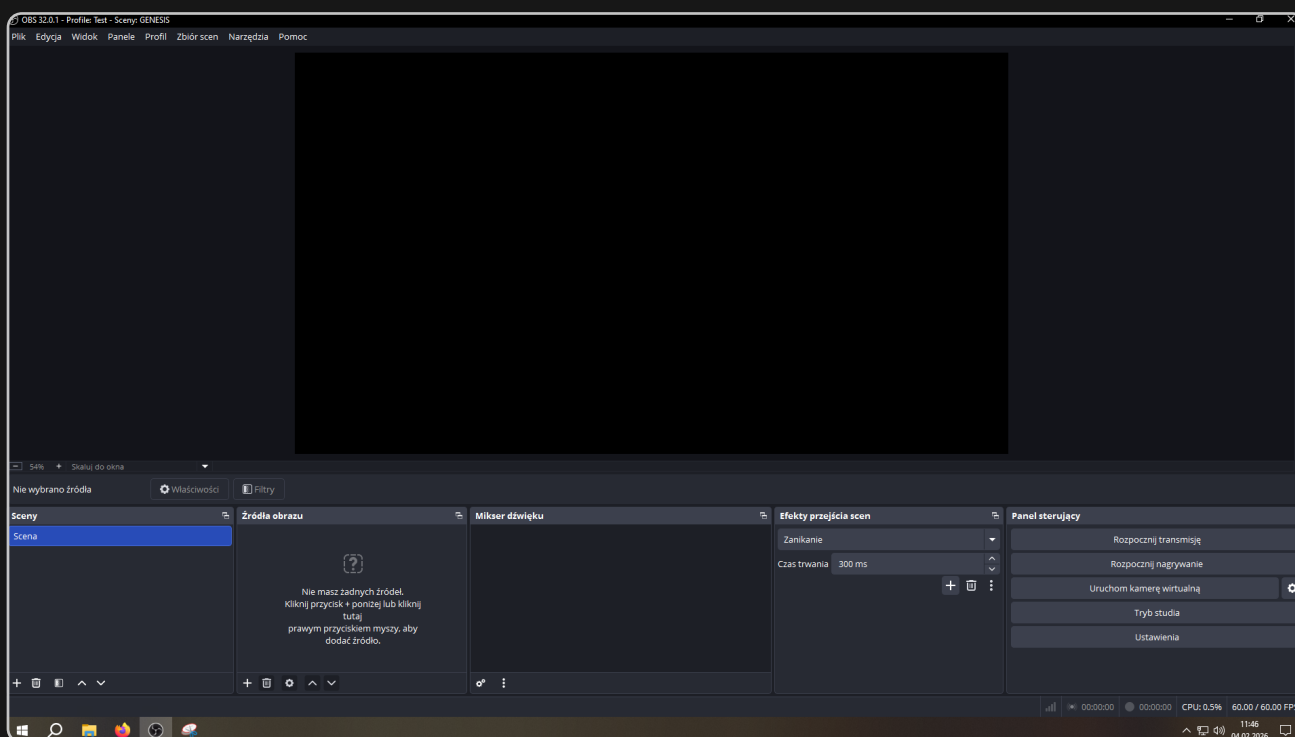 OBS 32.0.1 - Profile: Test - Sceny: GENESIS
Plik Edycja Widok Panele Profil Zbiór scen Narzędzia Pomoc
54% Skaluj do okna
Nie wybrano źródła Właściwości Filtry
Sceny
Scena
Źródła obrazu
Nie masz żadnych źródeł.
Kliknij przycisk + poniżej lub kliknij
tutaj
prawym przyciskiem myszy, aby
dodać źródło.
Mikser dźwięku
Efekty przejścia scen
Zanikanie
Czas trwania 300 ms
Panel sterujący
Rozpocznij transmisję
Rozpocznij nagrywanie
Uruchom kamerę wirtualną
Tryb studia
Ustawienia
00:00:00 00:00:00 CPU: 0.5% 60.00 / 60.00 FPS
11:46
04.02.2026